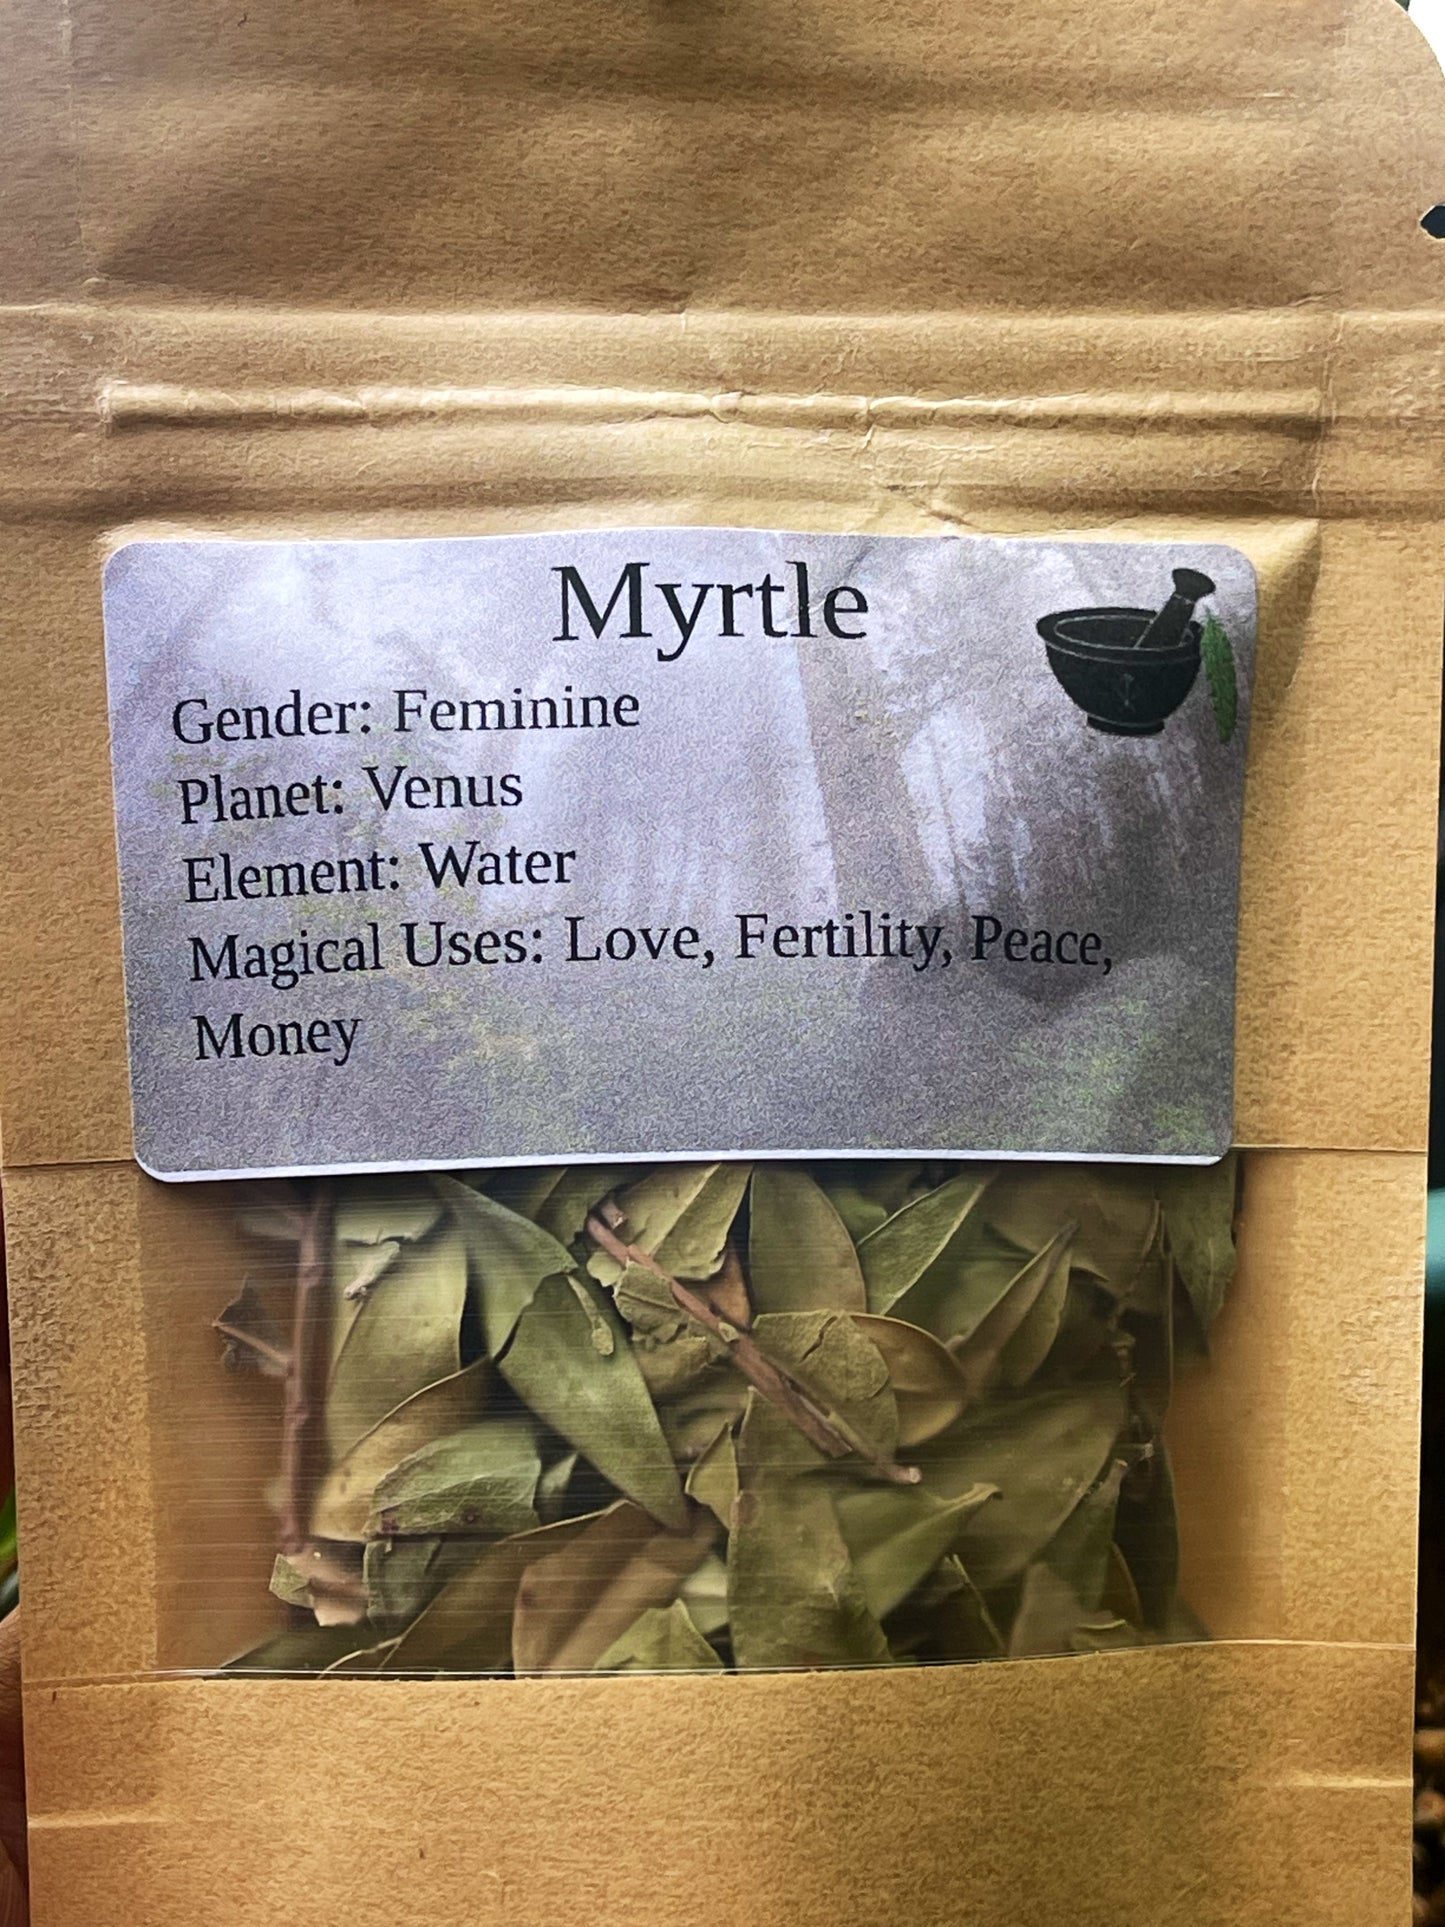 Myrtle
Gender: Feminine
Planet: Venus
Element: Water
Magical Uses: Love, Fertility, Peace,
Money